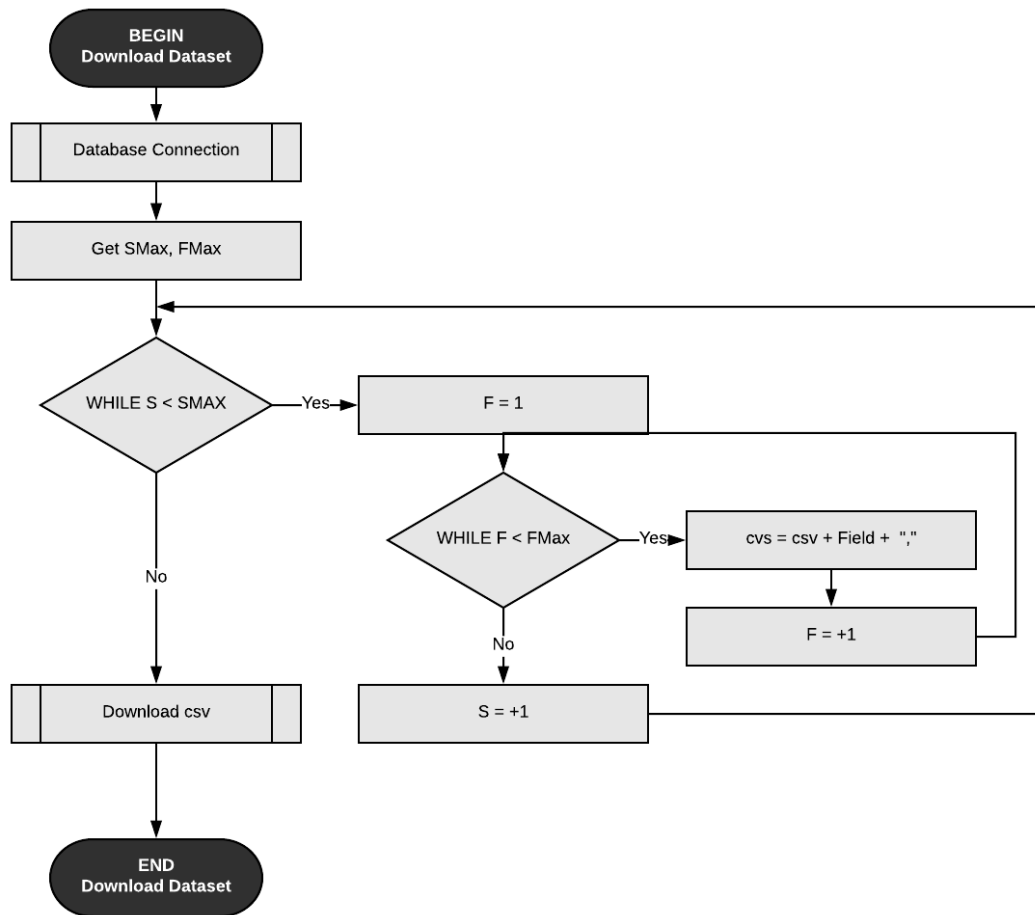 BEGIN
Download Dataset
Database Connection
Get SMax, FMax
WHILE S < SMAX
Yes
F = 1
WHILE F < FMax
Yes
cvs = csv + Field + ","
F = +1
No
No
Download csv
S = +1
END
Download Dataset